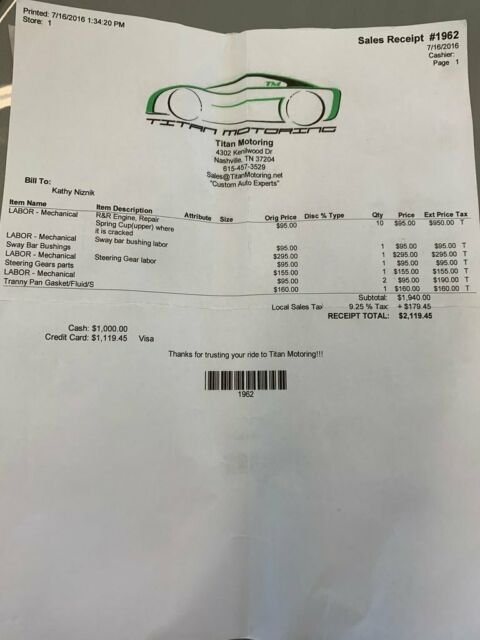 Printed: 7/16/2016 1:34:20 PM
Store: 1
Sales Receipt #1962
7/16/2016
Cashier:
Page 1
TM
TITAN MOTORING
Titan Motoring
4302 Kenilwood Dr
Nashville, TN 37204
615-457-3529
Sales@TitanMotoring.net
"Custom Auto Experts"
Bill To:
Kathy Niznik
Item Name Item Description Attribute Size Orig Price Disc % Type Qty Price Ext Price Tax
LABOR - Mechanical R&R Engine, Repair $95.00 10 $95.00 $950.00 T
Spring Cup(upper) where
it is cracked
LABOR - Mechanical Sway bar bushing labor $95.00 1 $95.00 $95.00 T
Sway Bar Bushings $295.00 1 $295.00 $295.00 T
LABOR - Mechanical Steering Gear labor $95.00 1 $95.00 $95.00 T
Steering Gears parts $155.00 1 $155.00 $155.00 T
LABOR - Mechanical $95.00 2 $95.00 $190.00 T
Tranny Pan Gasket/Fluid/S $160.00 1 $160.00 $160.00 T
Subtotal: $1,940.00
Local Sales Tax 9.25 % Tax: + $179.45
RECEIPT TOTAL: $2,119.45
Cash: $1,000.00
Credit Card: $1,119.45 Visa
Thanks for trusting your ride to Titan Motoring!!!
1962